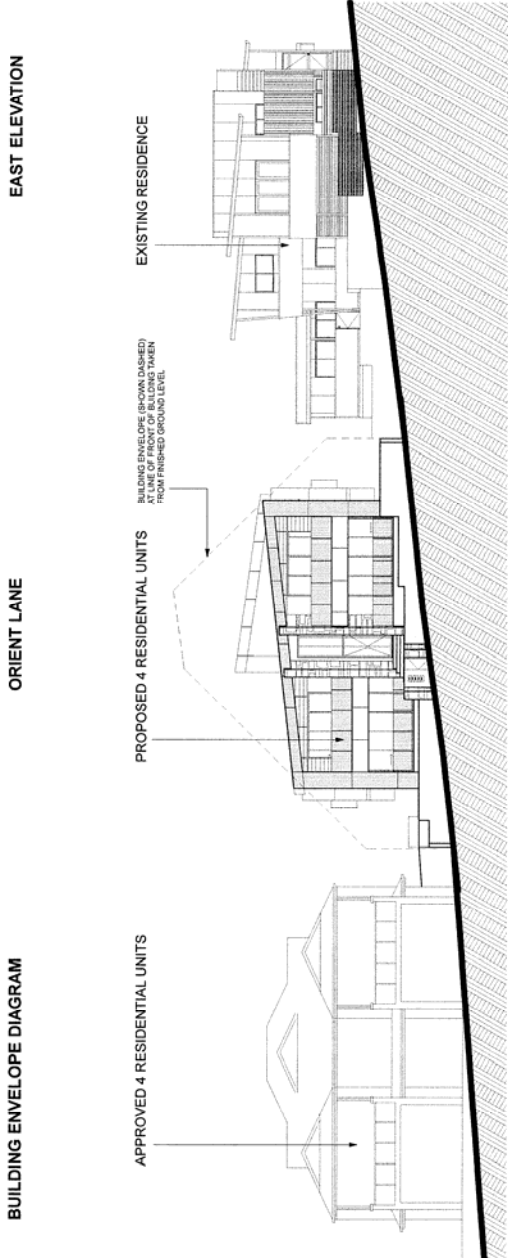 BUILDING ENVELOPE DIAGRAM
ORIENT LANE
EAST ELEVATION
APPROVED 4 RESIDENTIAL UNITS
PROPOSED 4 RESIDENTIAL UNITS
BUILDING ENVELOPE (SHOWN DASHED)
AT LINE OF FRONT OF BUILDING TAKEN
FROM FINISHED GROUND LEVEL
EXISTING RESIDENCE